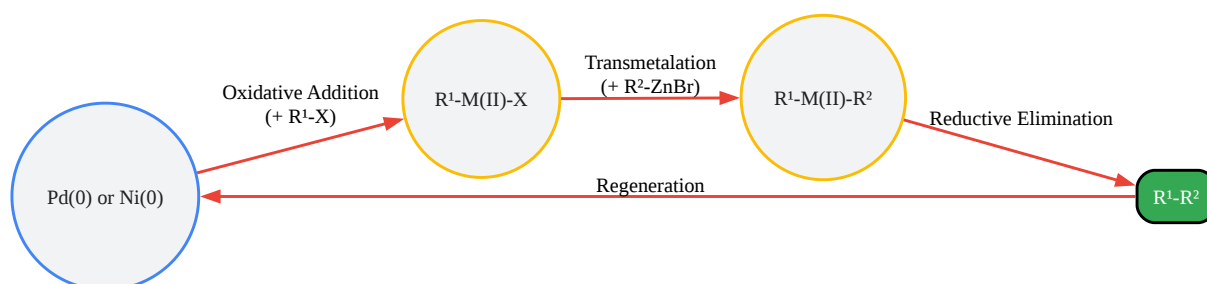 Oxidative Addition
(+ R¹-X)
R¹-M(II)-X
Transmetalation
(+ R²-ZnBr)
R¹-M(II)-R²
Reductive Elimination
Pd(0) or Ni(0)
Regeneration
R¹-R²